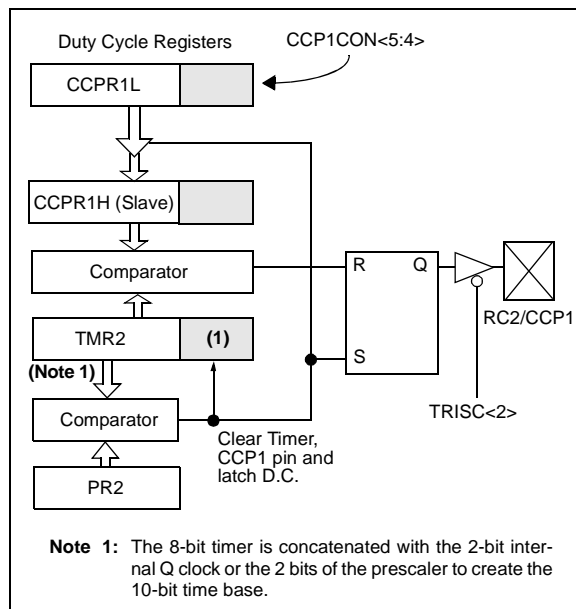 Duty Cycle Registers
CCP1CON<5:4>
CCPR1L
CCPR1H (Slave)
Comparator
R
Q
RC2/CCP1
TMR2
(1)
(Note 1)
S
TRISC<2>
Comparator
Clear Timer,
CCP1 pin and
latch D.C.
PR2
Note 1: The 8-bit timer is concatenated with the 2-bit inter-
nal Q clock or the 2 bits of the prescaler to create the
10-bit time base.